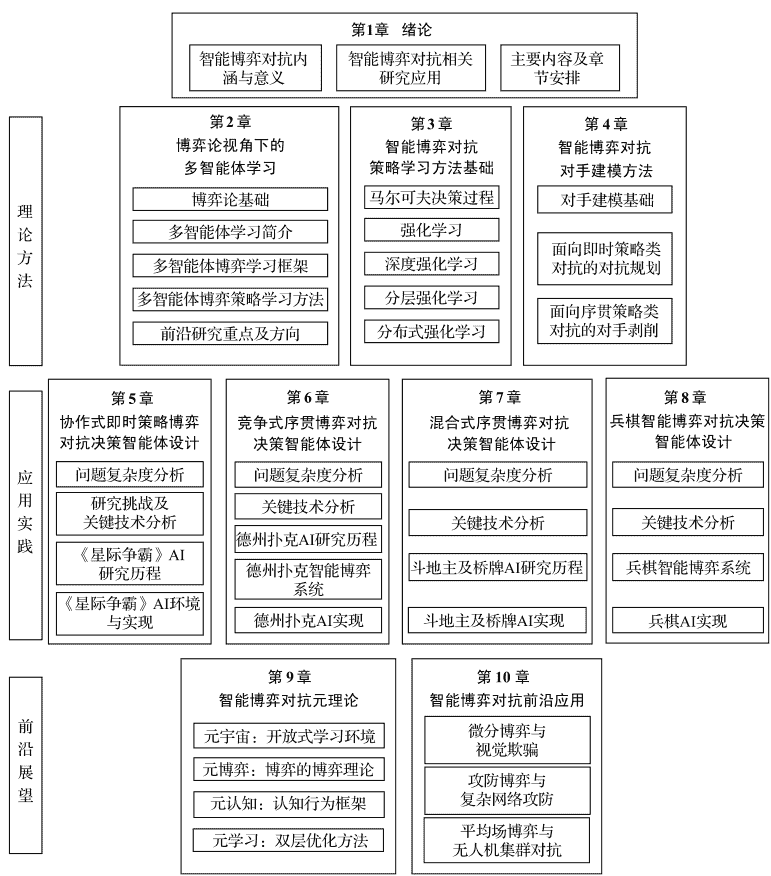 第1章 绪论
智能博弈对抗内
涵与意义
智能博弈对抗相关
研究应用
主要内容及章
节安排
理论方法
第2章
博弈论视角下的
多智能体学习
博弈论基础
多智能体学习简介
多智能体博弈学习框架
多智能体博弈策略学习方法
前沿研究重点及方向
第3章
智能博弈对抗
策略学习方法基础
马尔可夫决策过程
强化学习
深度强化学习
分层强化学习
分布式强化学习
第4章
智能博弈对抗
对手建模方法
对手建模基础
面向即时策略类
对抗的对抗规划
面向序贯策略类
对抗的对手剥削
应用实践
第5章
协作式即时策略博弈
对抗决策智能体设计
问题复杂度分析
研究挑战及
关键技术分析
《星际争霸》AI
研究历程
《星际争霸》AI环境
与实现
第6章
竞争式序贯博弈对抗
决策智能体设计
问题复杂度分析
关键技术分析
德州扑克AI研究历程
德州扑克智能博弈
系统
德州扑克AI实现
第7章
混合式序贯博弈对抗
决策智能体设计
问题复杂度分析
关键技术分析
斗地主及桥牌AI研究历程
斗地主及桥牌AI实现
第8章
兵棋智能博弈对抗决策
智能体设计
问题复杂度分析
关键技术分析
兵棋智能博弈系统
兵棋AI实现
前沿展望
第9章
智能博弈对抗元理论
元宇宙：开放式学习环境
元博弈：博弈的博弈理论
元认知：认知行为框架
元学习：双层优化方法
第10章
智能博弈对抗前沿应用
微分博弈与
视觉欺骗
攻防博弈与
复杂网络攻防
平均场博弈与
无人机集群对抗